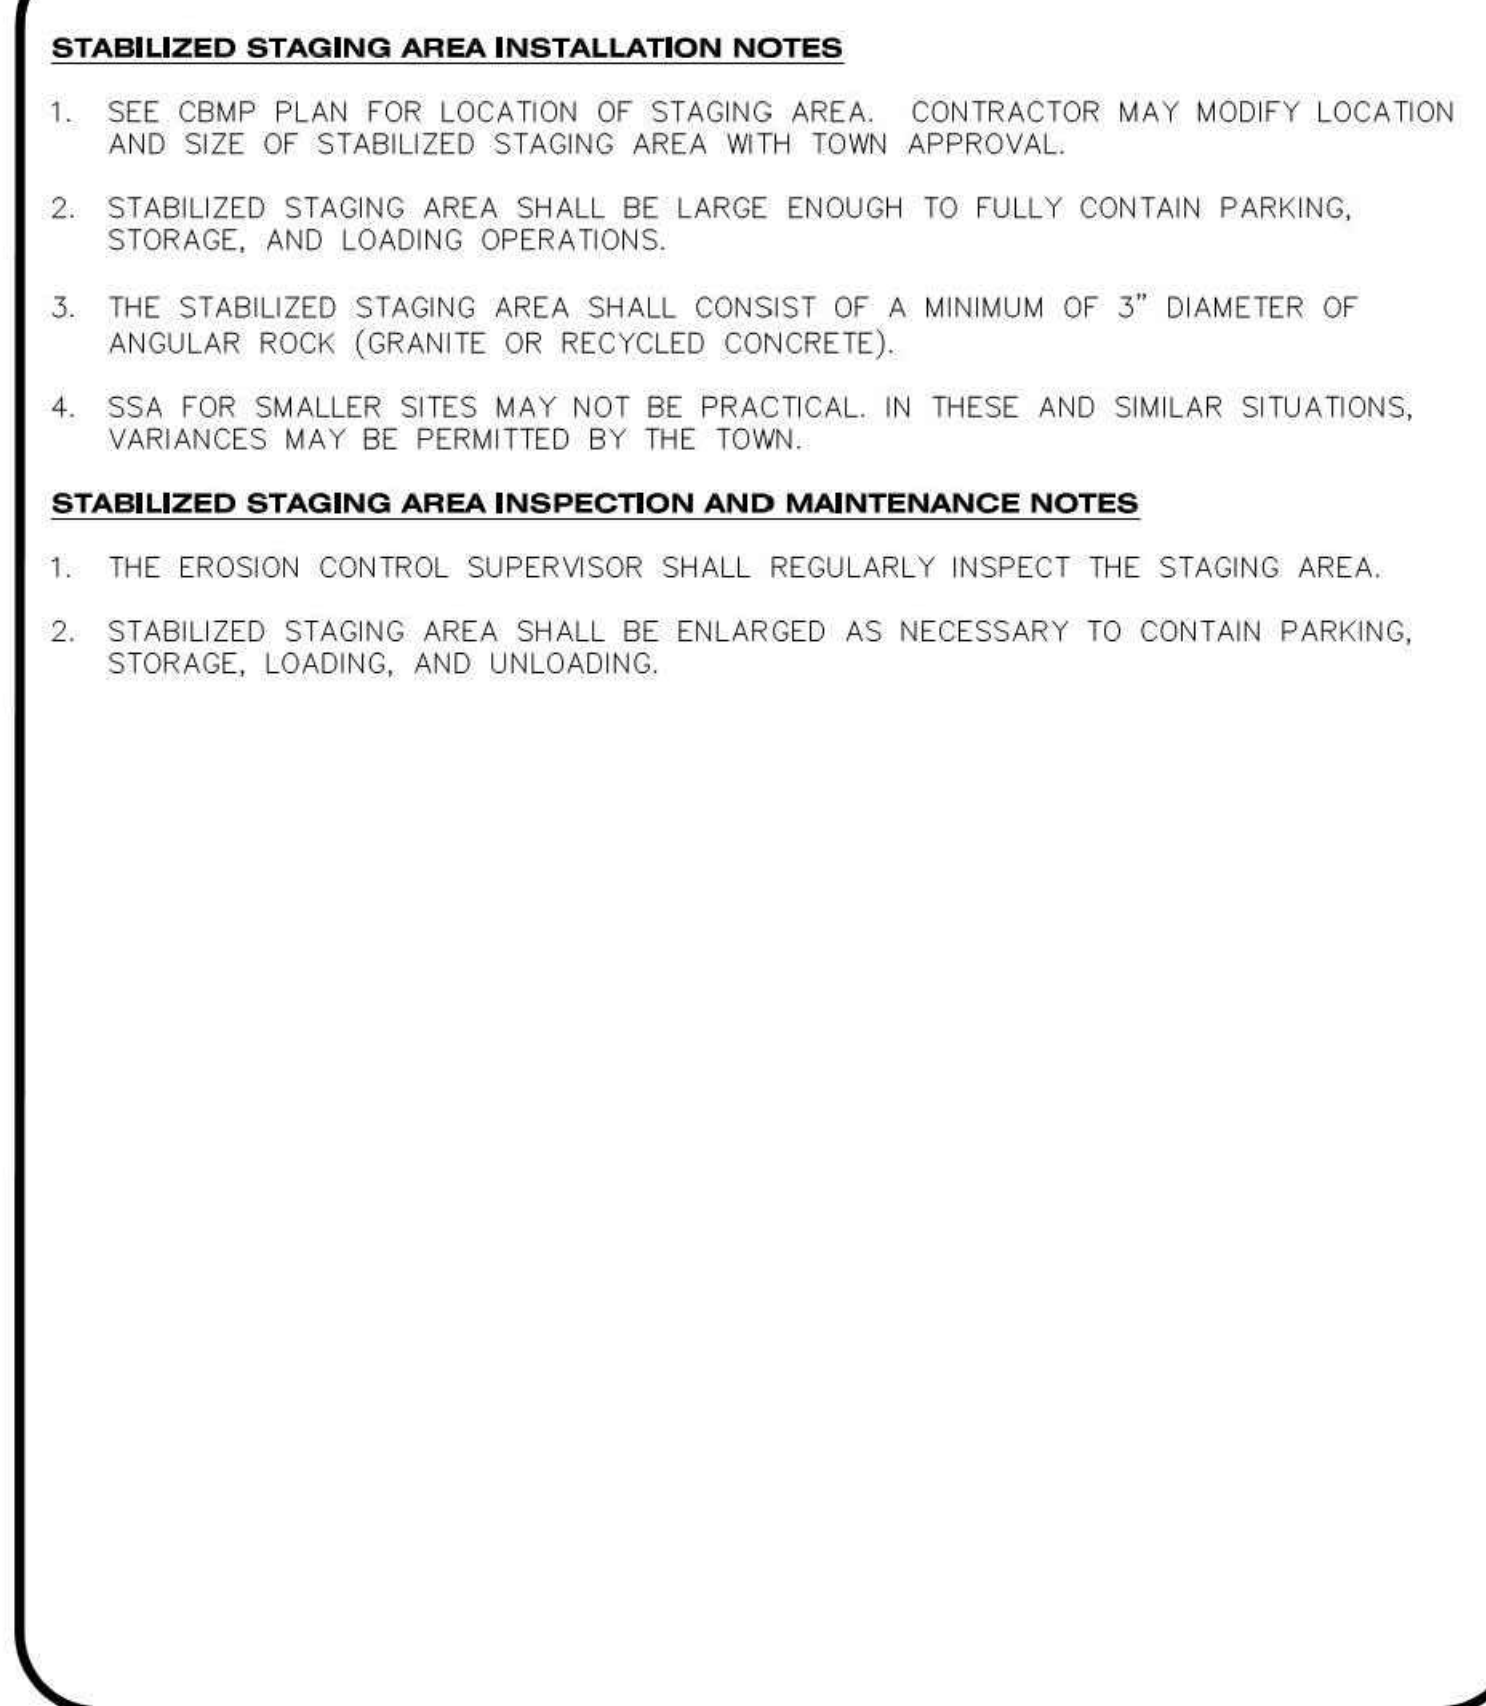 STABILIZED STAGING AREA INSTALLATION NOTES
1. SEE CBMP PLAN FOR LOCATION OF STAGING AREA. CONTRACTOR MAY MODIFY LOCATION
AND SIZE OF STABILIZED STAGING AREA WITH TOWN APPROVAL.
2. STABILIZED STAGING AREA SHALL BE LARGE ENOUGH TO FULLY CONTAIN PARKING,
STORAGE, AND LOADING OPERATIONS.
3. THE STABILIZED STAGING AREA SHALL CONSIST OF A MINIMUM OF 3" DIAMETER OF
ANGULAR ROCK (GRANITE OR RECYCLED CONCRETE).
4. SSA FOR SMALLER SITES MAY NOT BE PRACTICAL. IN THESE AND SIMILAR SITUATIONS,
VARIANCES MAY BE PERMITTED BY THE TOWN.
STABILIZED STAGING AREA INSPECTION AND MAINTENANCE NOTES
1. THE EROSION CONTROL SUPERVISOR SHALL REGULARLY INSPECT THE STAGING AREA.
2. STABILIZED STAGING AREA SHALL BE ENLARGED AS NECESSARY TO CONTAIN PARKING,
STORAGE, LOADING, AND UNLOADING.